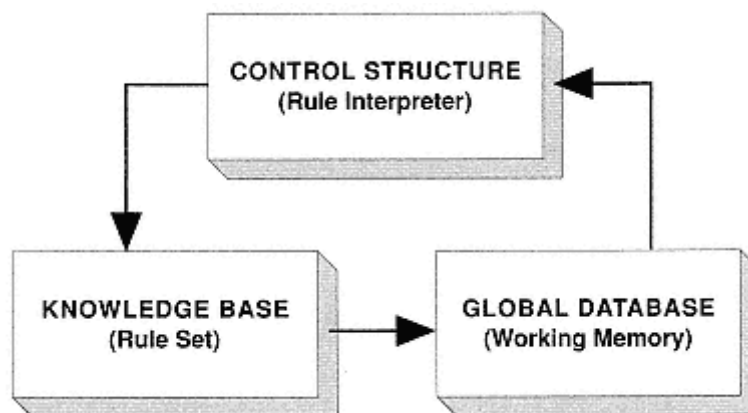 CONTROL STRUCTURE
(Rule Interpreter)
KNOWLEDGE BASE
(Rule Set)
GLOBAL DATABASE
(Working Memory)